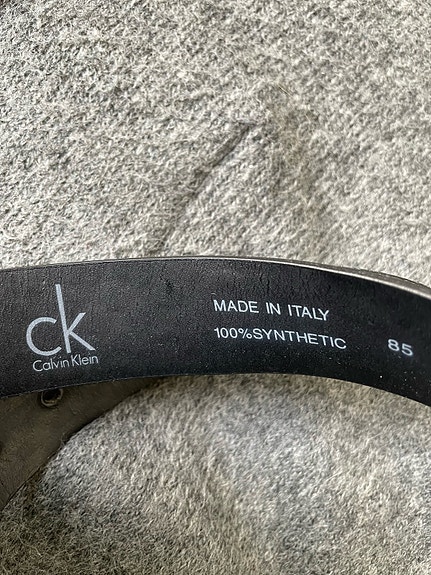 ck
Calvin Klein
MADE IN ITALY
100%SYNTHETIC
85